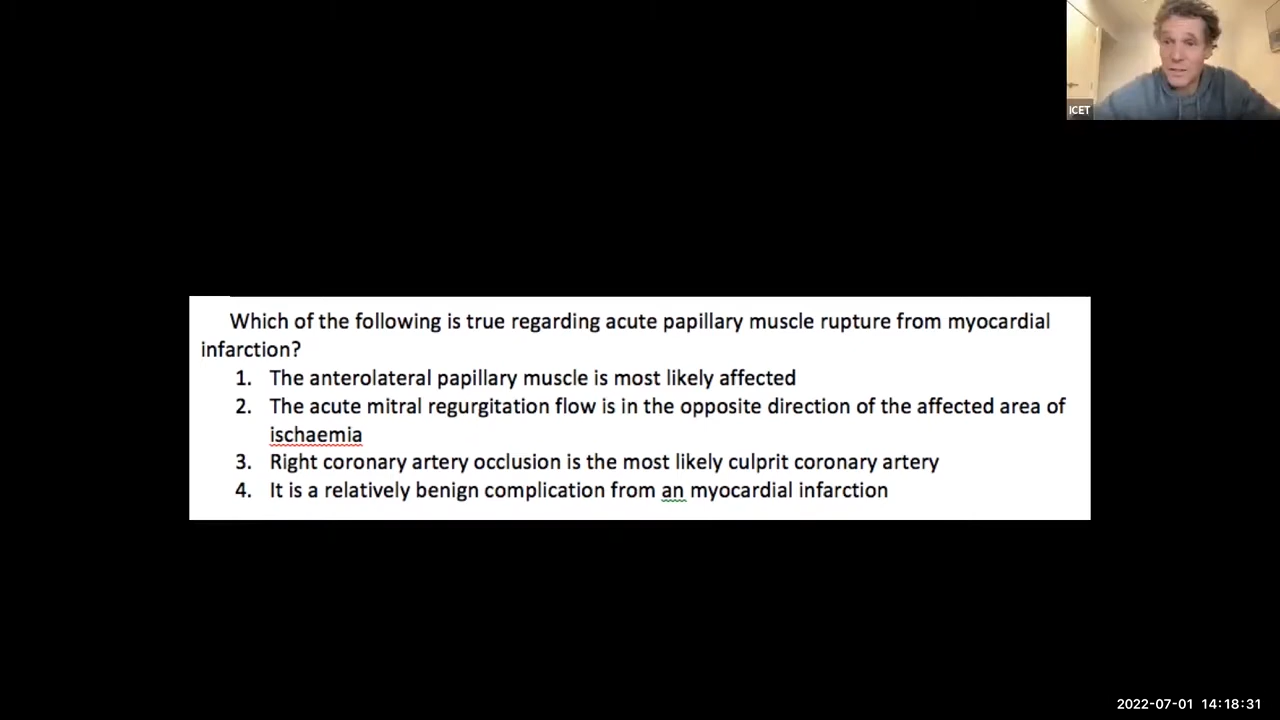 ICET
Which of the following is true regarding acute papillary muscle rupture from myocardial
infarction?
1. The anterolateral papillary muscle is most likely affected
2. The acute mitral regurgitation flow is in the opposite direction of the affected area of
ischaemia
3. Right coronary artery occlusion is the most likely culprit coronary artery
4. It is a relatively benign complication from an myocardial infarction
2022-07-01 14:18:31